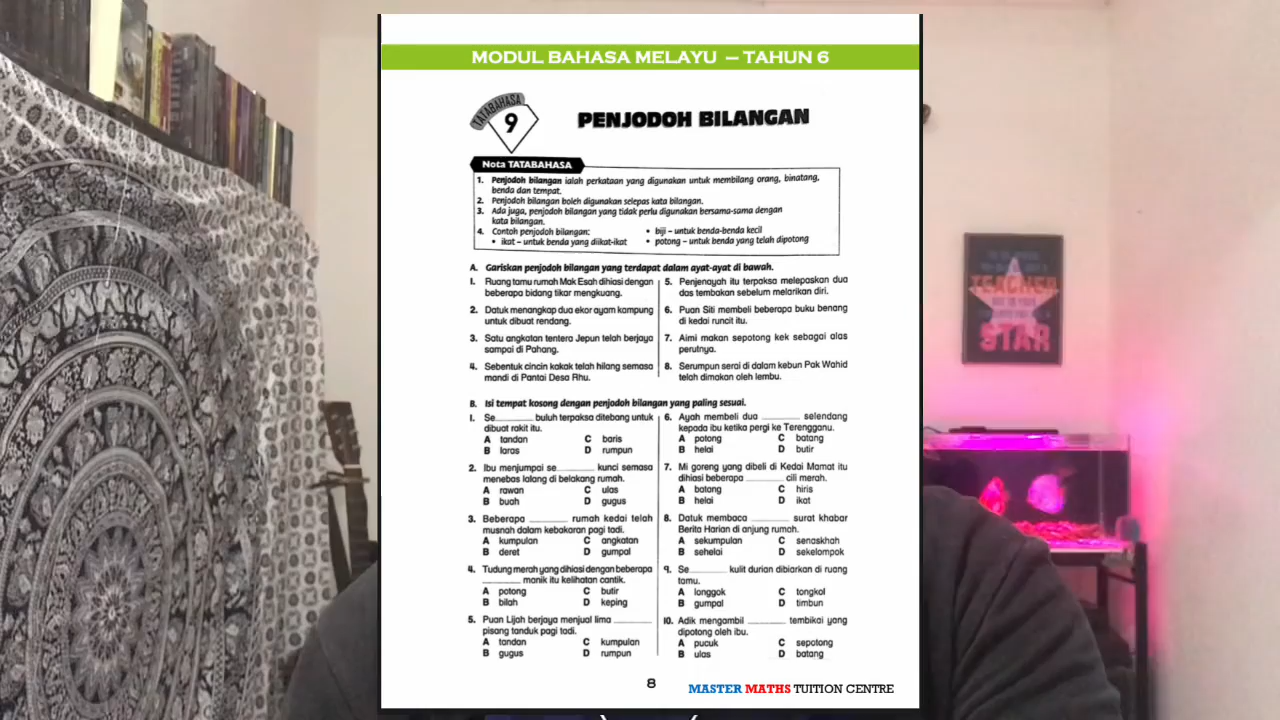 MODUL BAHASA MELAYU – TAHUN 6
TATABAHASA
9
PENJODOH BILANGAN
Nota TATABAHASA
1. Penjodoh bilangan ialah perkataan yang digunakan untuk membilang orang, binatang,
benda dan tempat.
2. Penjodoh bilangan boleh digunakan selepas kata bilangan.
3. Ada juga, penjodoh bilangan yang tidak perlu digunakan bersama-sama dengan
kata bilangan.
4. Contoh penjodoh bilangan:
• ikat – untuk benda yang diikat-ikat
• biji – untuk benda-benda kecil
• potong – untuk benda yang telah dipotong
A. Gariskan penjodoh bilangan yang terdapat dalam ayat-ayat di bawah.
1. Ruang tamu rumah Mak Esah dihiasi dengan
beberapa bidang tikar mengkuang.
2. Datuk menangkap dua ekor ayam kampung
untuk dibuat rendang.
3. Satu angkatan tentera Jepun telah berjaya
sampai di Pahang.
4. Sebentuk cincin kakak telah hilang semasa
mandi di Pantai Desa Rhu.
5. Penjenayah itu terpaksa melepaskan dua
das tembakan sebelum melarikan diri.
6. Puan Siti membeli beberapa buku benang
di kedai runcit itu.
7. Aimi makan sepotong kek sebagai alas
perutnya.
8. Serumpun serai di dalam kebun Pak Wahid
telah dimakan oleh lembu.
B. Isi tempat kosong dengan penjodoh bilangan yang paling sesuai.
1. Se________ buluh terpaksa ditebang untuk
dibuat rakit itu.
A tandan C baris
B laras D rumpun
2. Ibu menjumpai se________ kunci semasa
menebas lalang di belakang rumah.
A rawan C ulas
B buah D gugus
3. Beberapa ________ rumah kedai telah
musnah dalam kebakaran pagi tadi.
A kumpulan C angkatan
B deret D gumpal
4. Tudung merah yang dihiasi dengan beberapa
________ manik itu kelihatan cantik.
A potong C butir
B bilah D keping
5. Puan Lijah berjaya menjual lima ________
pisang tanduk pagi tadi.
A tandan C kumpulan
B gugus D rumpun
6. Ayah membeli dua ________ selendang
kepada ibu ketika pergi ke Terengganu.
A potong C batang
B helai D butir
7. Mi goreng yang dibeli di Kedai Mamat itu
dihiasi beberapa ________ cili merah.
A batang C hiris
B helai D ikat
8. Datuk membaca ________ surat khabar
Berita Harian di anjung rumah.
A sekumpulan C senaskhah
B sehelai D sekelompok
9. Se________ kulit durian dibiarkan di ruang
tamu.
A longgok C tongkol
B gumpal D timbun
10. Adik mengambil ________ tembikai yang
dipotong oleh ibu.
A pucuk C sepotong
B ulas D batang
8
MASTER MATHS TUITION CENTRE
TEACHER
STAR